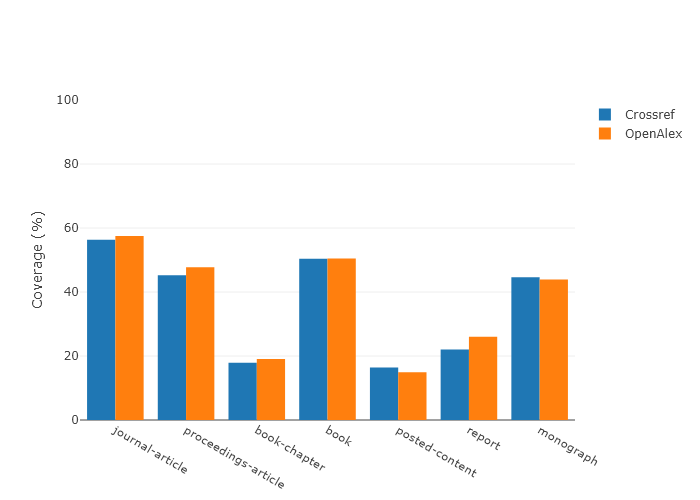 100
80
60
40
20
0
Coverage (%)
journal-article
proceedings-article
book-chapter
book
posted-content
report
monograph
Crossref
OpenAlex